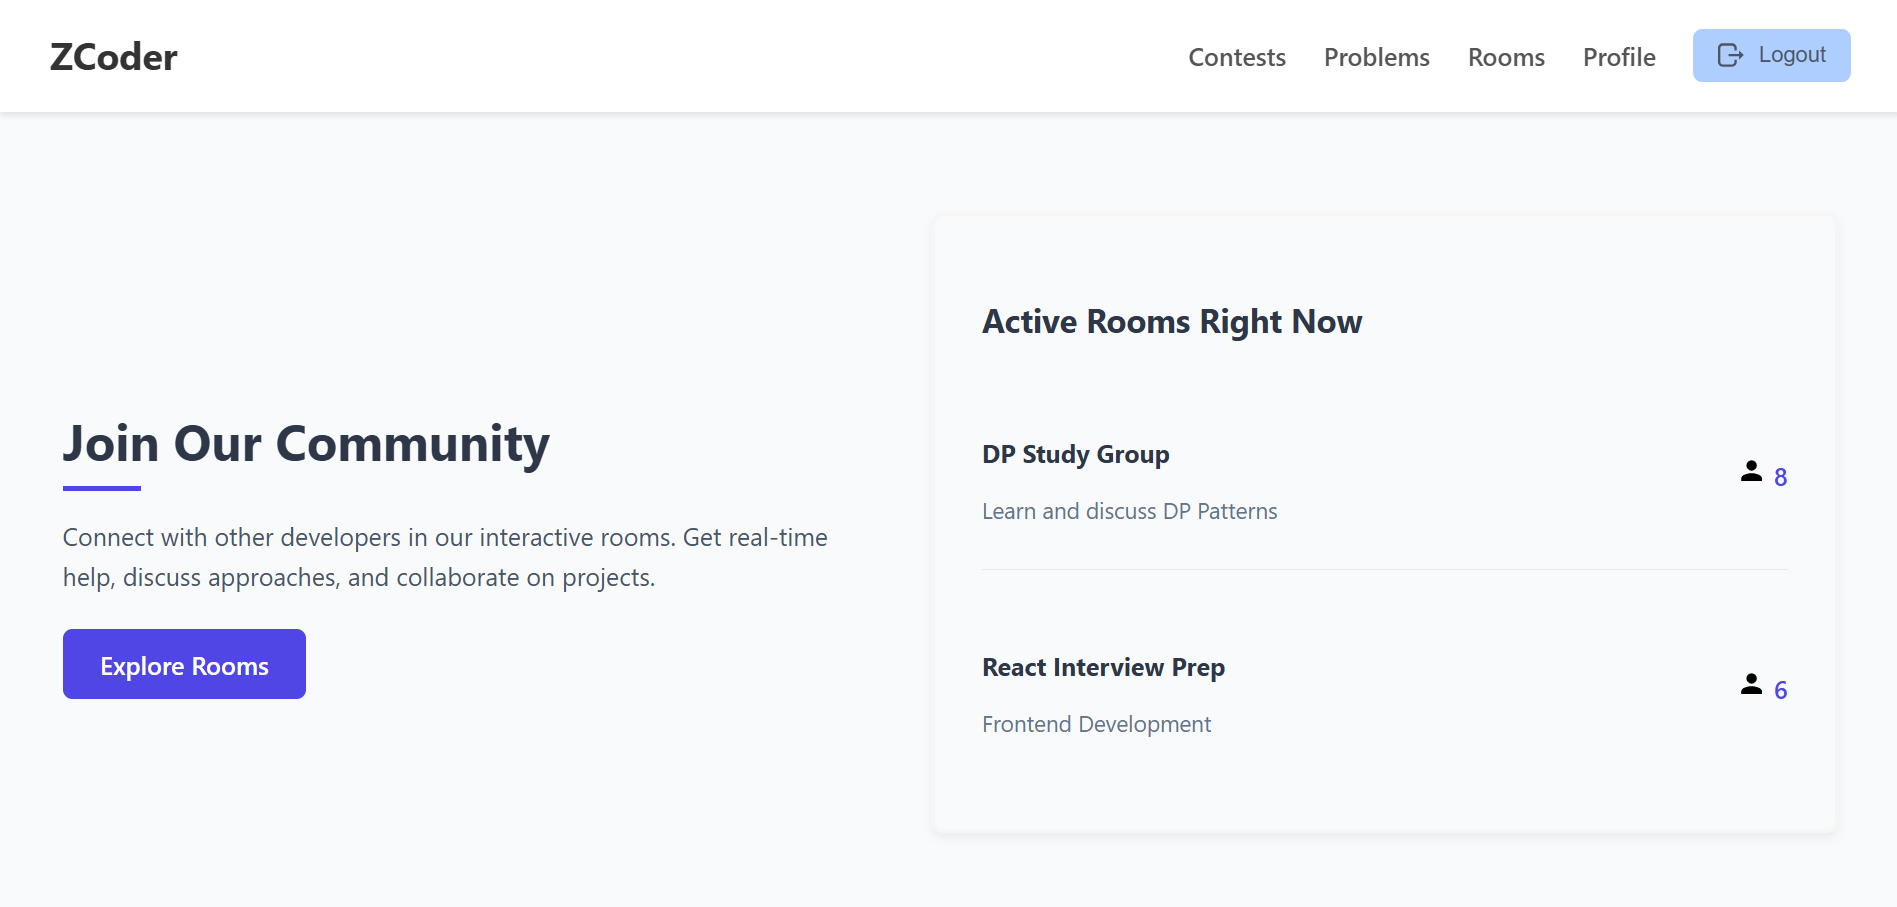 ZCoder
Contests
Problems
Rooms
Profile
Logout
Join Our Community
Connect with other developers in our interactive rooms. Get real-time
help, discuss approaches, and collaborate on projects.
Explore Rooms
Active Rooms Right Now
DP Study Group
8
Learn and discuss DP Patterns
React Interview Prep
6
Frontend Development